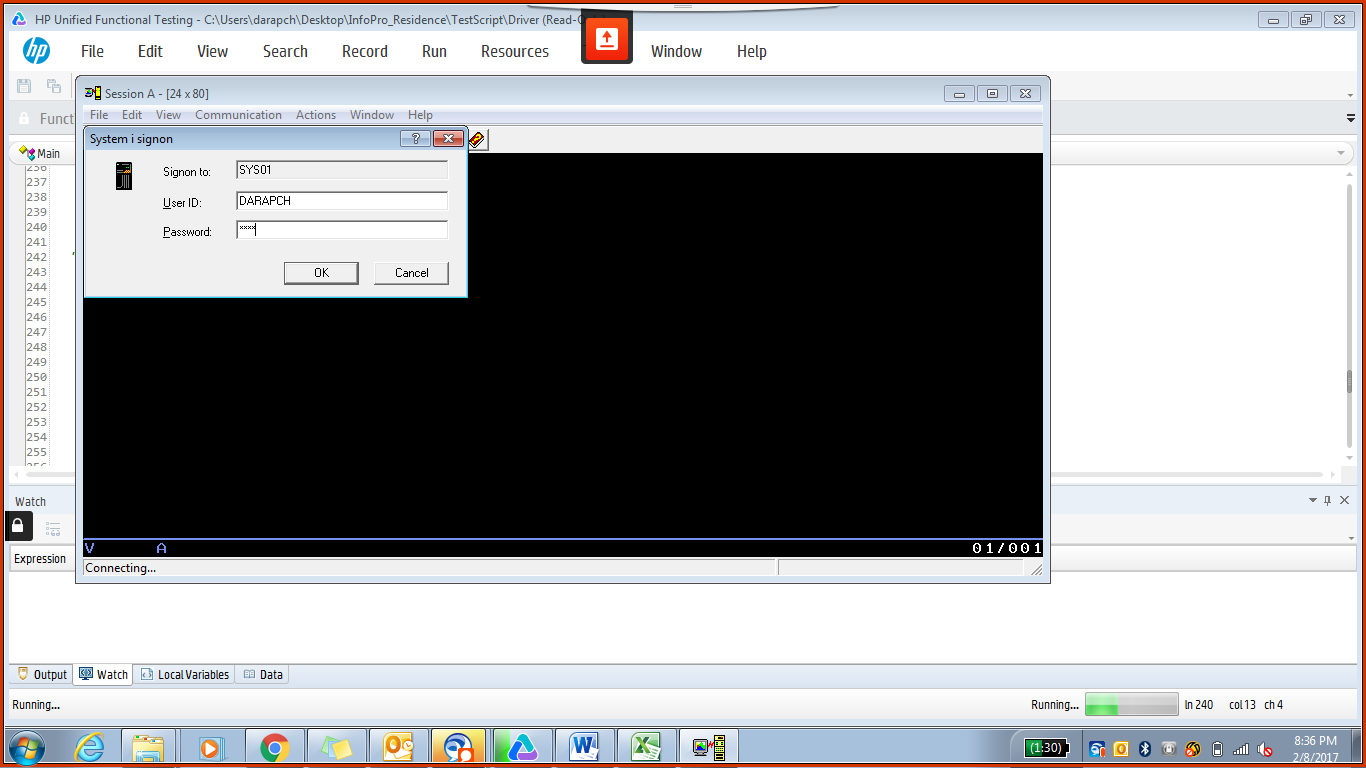 HP Unified Functional Testing - C:\Users\darapch\Desktop\InfoPro_Residence\TestScript\Driver (Read-O
hp File Edit View Search Record Run Resources Window Help
Session A - [24 x 80]
File Edit View Communication Actions Window Help
Funct
System i signon
?
Main
Signon to: SYS01
User ID: DARAPCH
Password: ****
OK Cancel
236
237
238
239
240
241
242
243
244
245
246
247
248
249
250
251
252
253
254
255
256
Watch
V A 01/001
Expression
Connecting...
Output Watch Local Variables Data
Running... Running... ln 240 col 13 ch 4
(1:30) 8:36 PM
2/8/2017